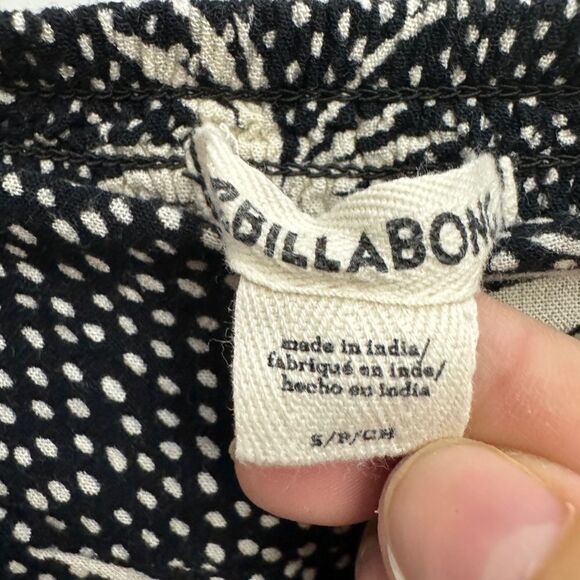 BILLABONG
made in india/
fabriqué en inde/
hecho en india
S/P/CH